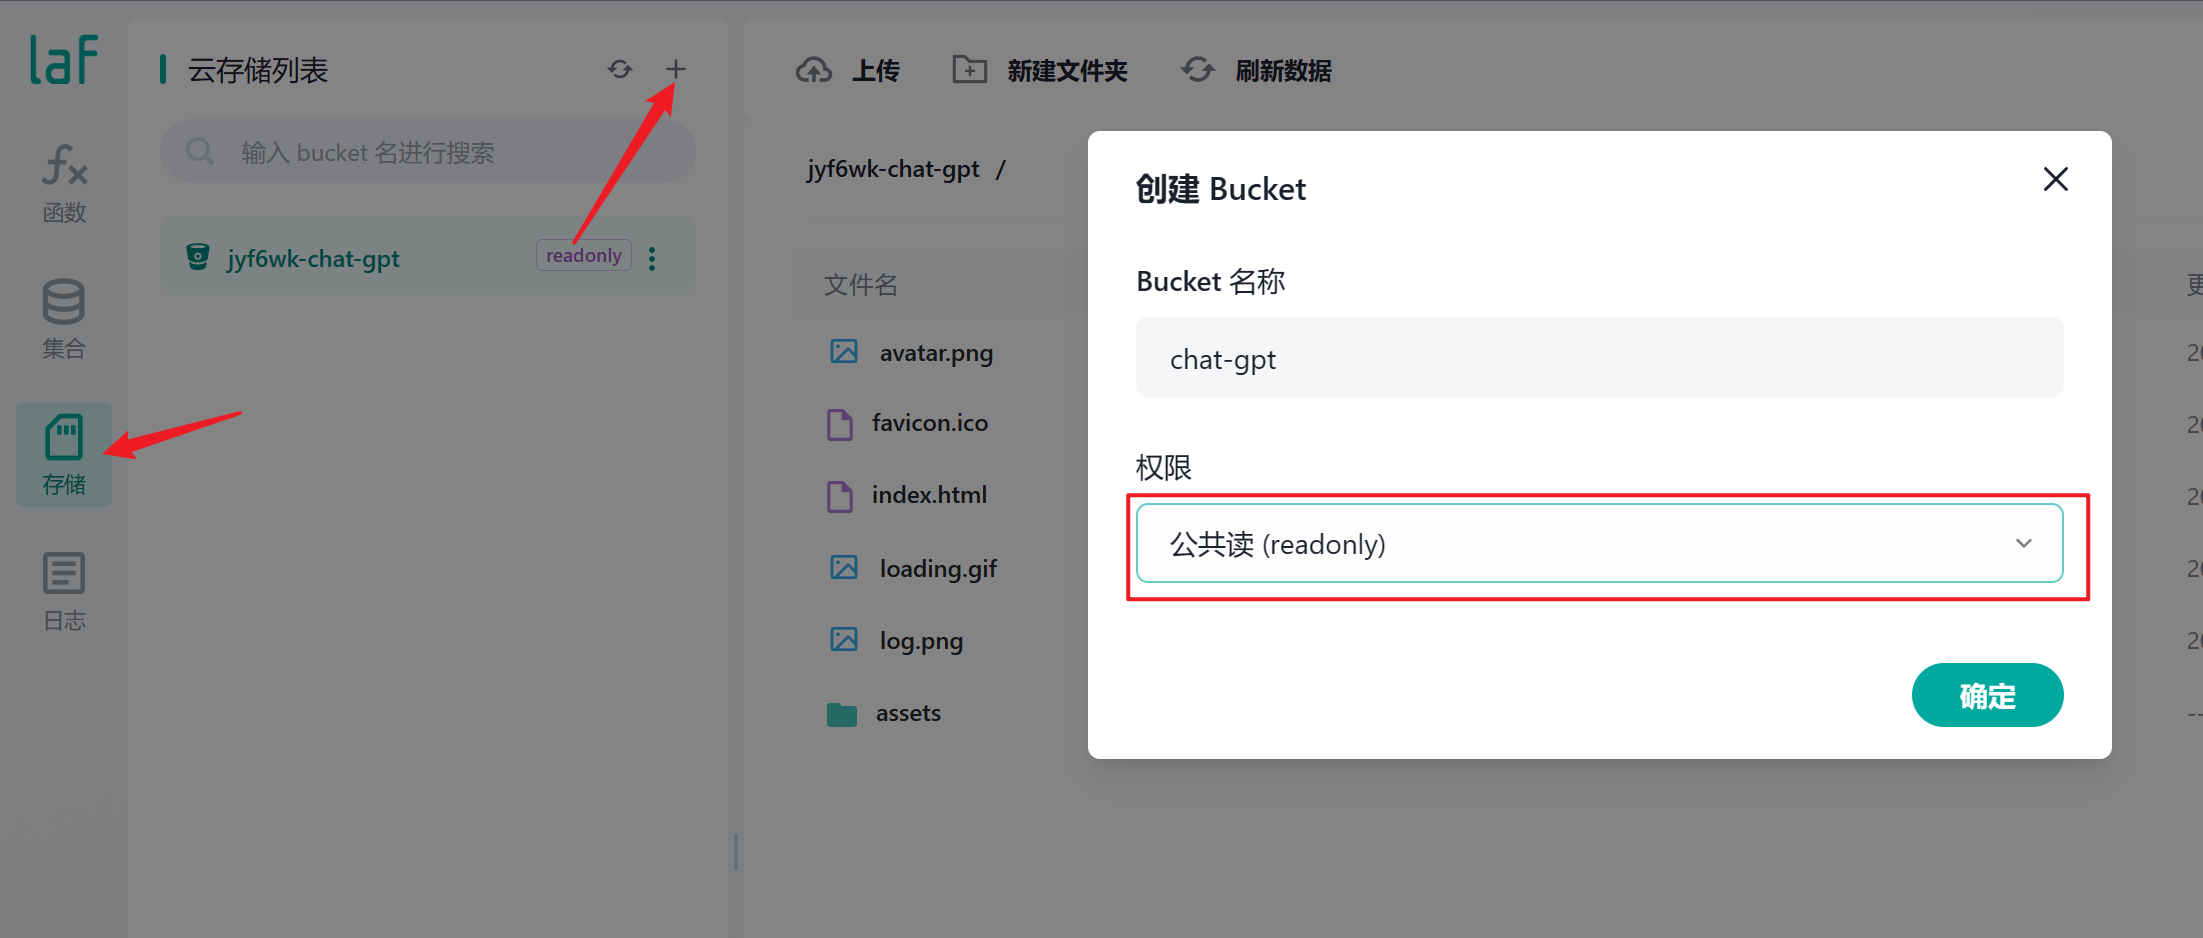 laf
函数
集合
存储
日志
云存储列表
输入 bucket 名进行搜索
jyf6wk-chat-gpt
readonly
上传
新建文件夹
刷新数据
jyf6wk-chat-gpt /
文件名
avatar.png
favicon.ico
index.html
loading.gif
log.png
assets
创建 Bucket
Bucket 名称
chat-gpt
权限
公共读 (readonly)
确定